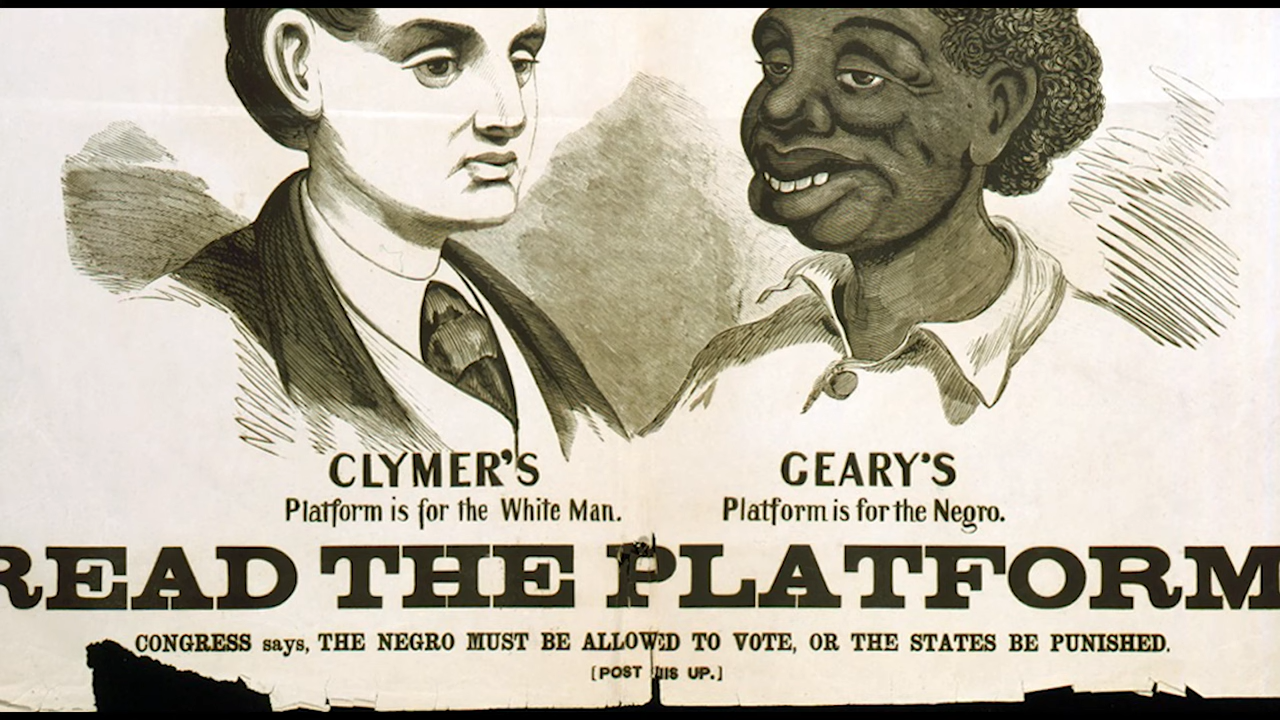 CLYMER'S
Platform is for the White Man.
GEARY'S
Platform is for the Negro.
READ THE PLATFORM
CONGRESS says, THE NEGRO MUST BE ALLOWED TO VOTE, OR THE STATES BE PUNISHED.
[POST UP.]